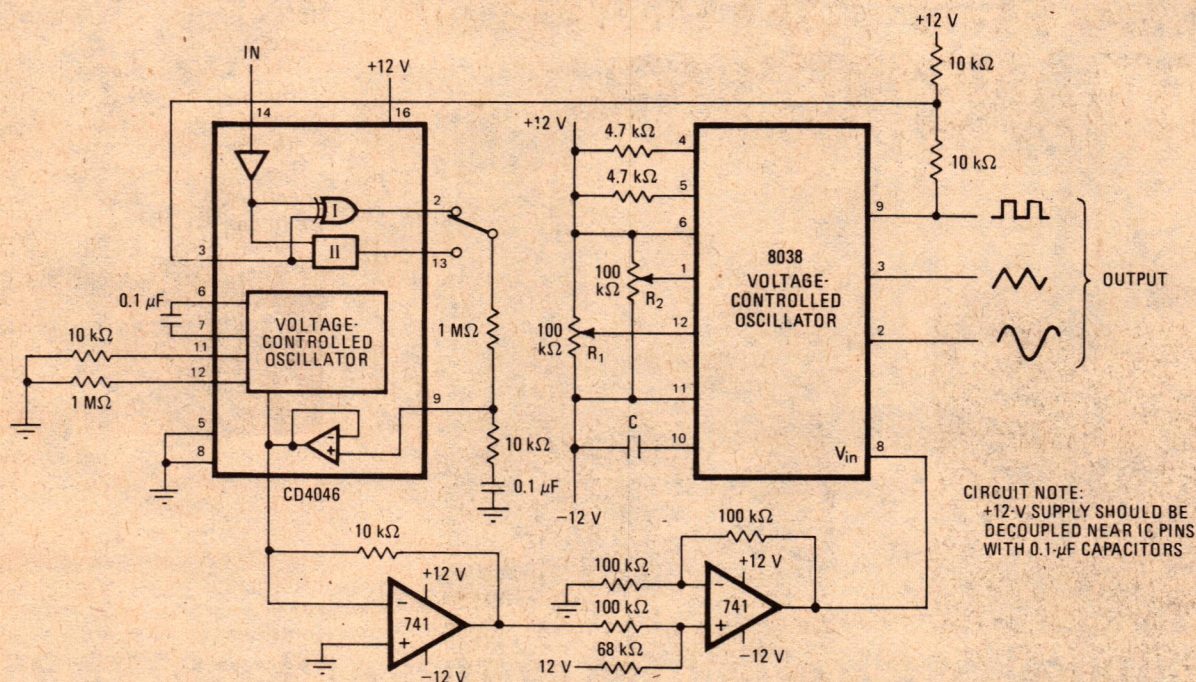 +12 V
IN
10 kΩ
+12 V
14
16
+12 V
4.7 kΩ
4
10 kΩ
4.7 kΩ
5
I
2
9
6
3
II
13
8038
VOLTAGE-
CONTROLLED
OSCILLATOR
100
kΩ
R2
1
3
OUTPUT
0.1 μF
6
7
VOLTAGE-
CONTROLLED
OSCILLATOR
1 MΩ
100
kΩ
R1
12
2
10 kΩ
11
12
1 MΩ
9
11
C
10
5
8
10 kΩ
Vin
8
0.1 μF
CD4046
−12 V
CIRCUIT NOTE:
+12-V SUPPLY SHOULD BE
DECOUPLED NEAR IC PINS
WITH 0.1-μF CAPACITORS
10 kΩ
100 kΩ
+12 V
100 kΩ
+12 V
−
741
+
100 kΩ
−
741
+
68 kΩ
12 V
−12 V
−12 V